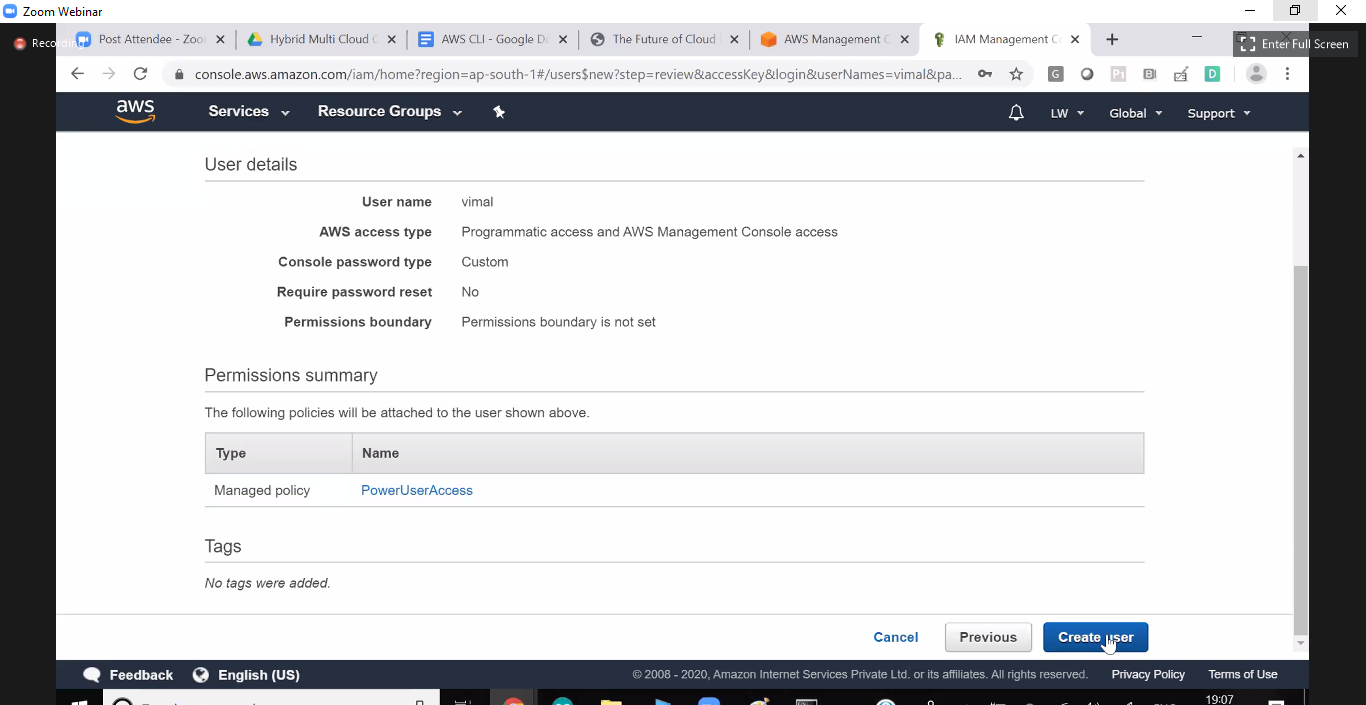 Zoom Webinar
Recording
Post Attendee - Zoo
Hybrid Multi Cloud C
AWS CLI - Google D
The Future of Cloud
AWS Management C
IAM Management C
Enter Full Screen
console.aws.amazon.com/iam/home?region=ap-south-1#/users$new?step=review&accessKey&login&userNames=vimal&pa...
aws
Services
Resource Groups
LW
Global
Support
User details
User name vimal
AWS access type Programmatic access and AWS Management Console access
Console password type Custom
Require password reset No
Permissions boundary Permissions boundary is not set
Permissions summary
The following policies will be attached to the user shown above.
Type Name
Managed policy PowerUserAccess
Tags
No tags were added.
Cancel
Previous
Create user
Feedback
English (US)
© 2008 - 2020, Amazon Internet Services Private Ltd. or its affiliates. All rights reserved.
Privacy Policy
Terms of Use
19:07